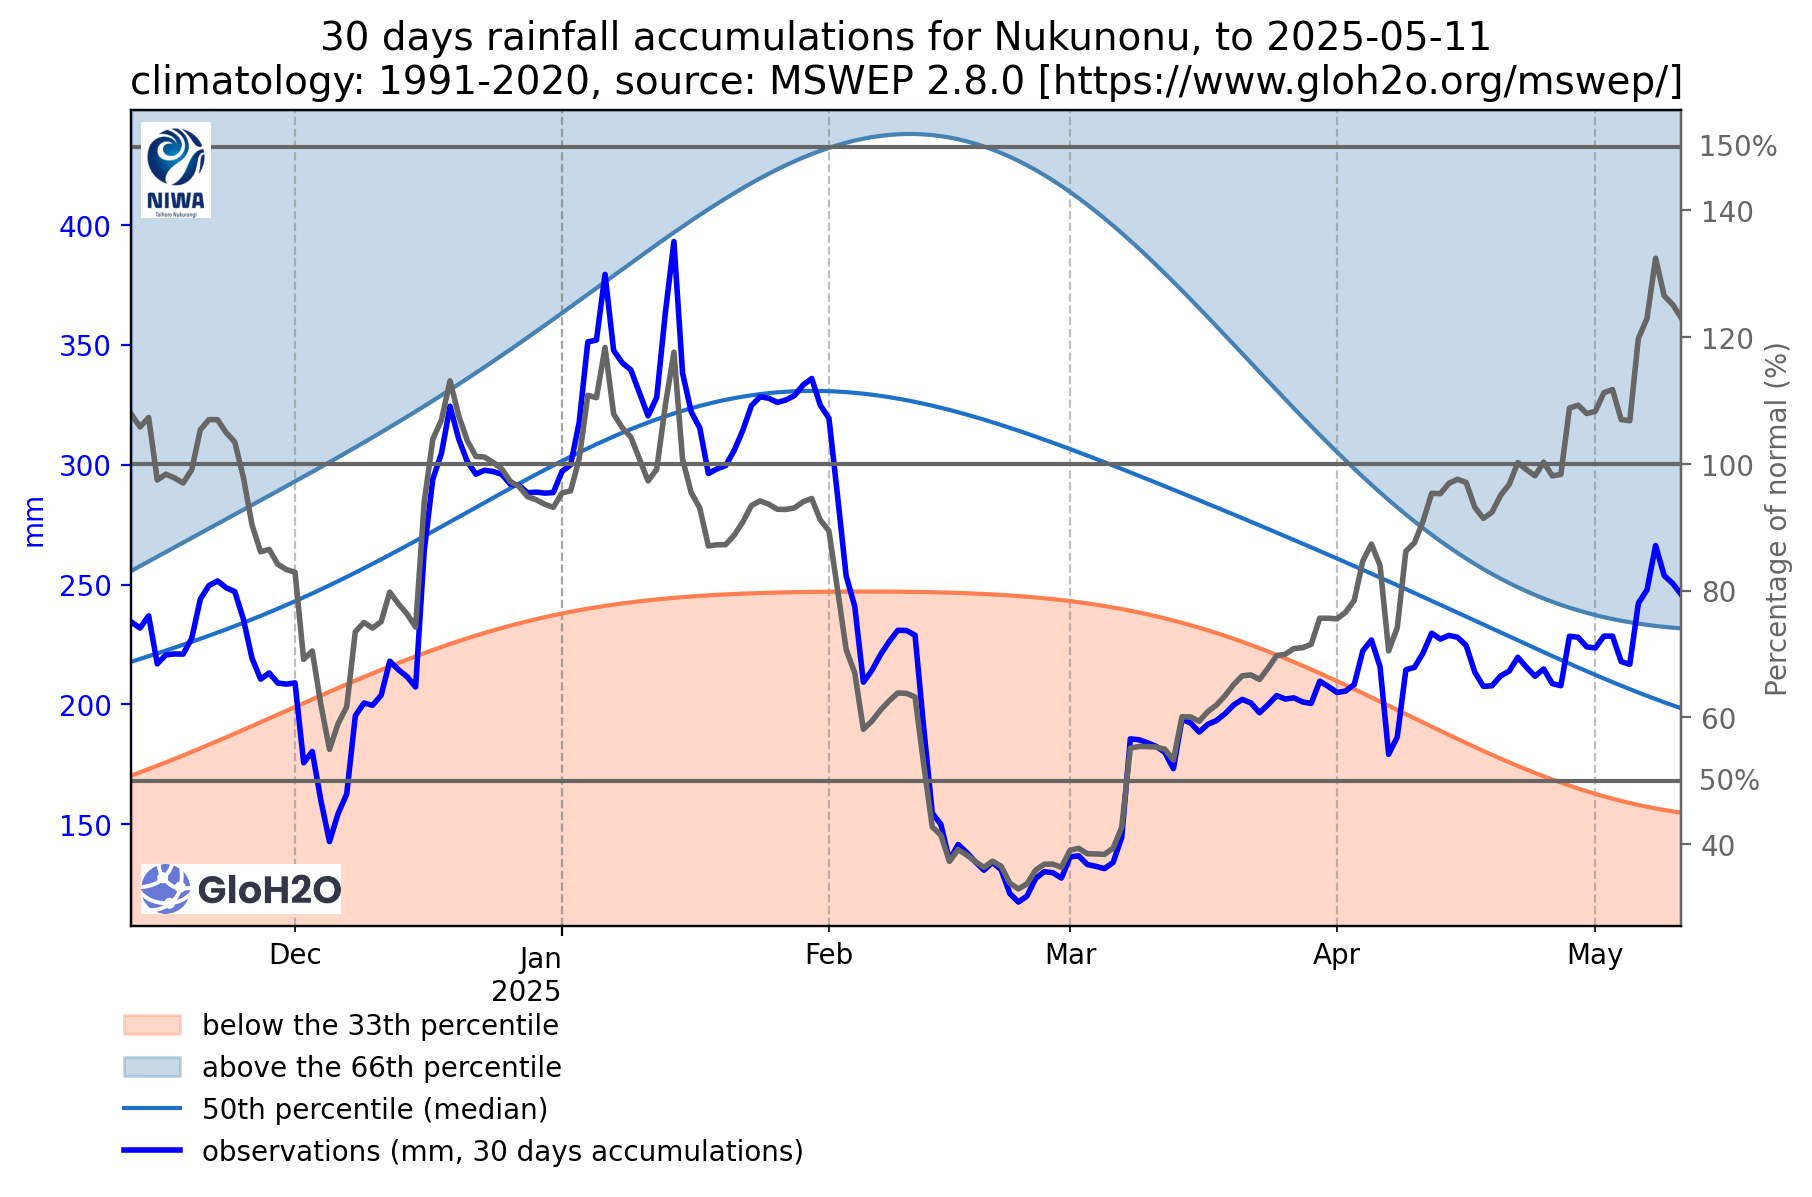 30 days rainfall accumulations for Nukunonu, to 2025-05-11
climatology: 1991-2020, source: MSWEP 2.8.0 [https://www.gloh2o.org/mswep/]
NIWA
Taihoro Nukurangi
150%
140
120
100
80
60
50%
40
Percentage of normal (%)
400
350
300
250
200
150
mm
GloH2O
Dec
Jan
2025
Feb
Mar
Apr
May
below the 33th percentile
above the 66th percentile
50th percentile (median)
observations (mm, 30 days accumulations)